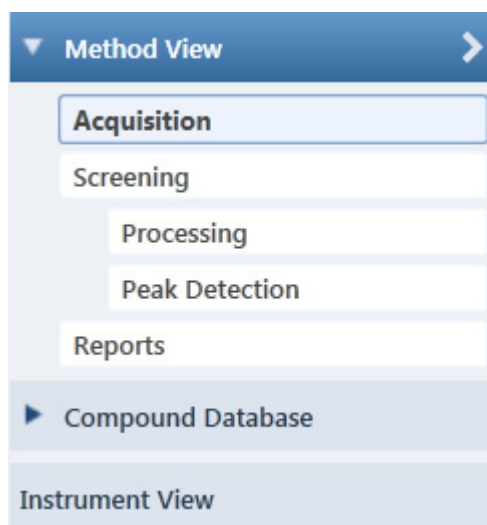 Method View
Acquisition
Screening
Processing
Peak Detection
Reports
Compound Database
Instrument View